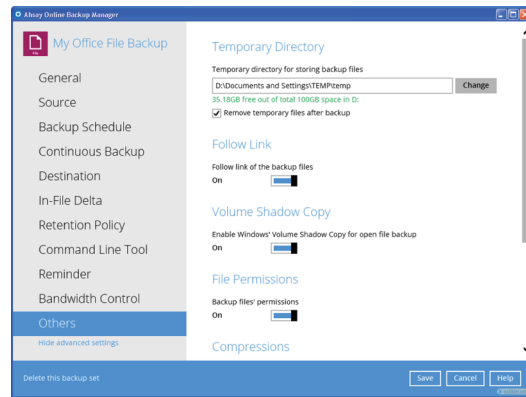 Ahsay Online Backup Manager
File
My Office File Backup
General
Source
Backup Schedule
Continuous Backup
Destination
In-File Delta
Retention Policy
Command Line Tool
Reminder
Bandwidth Control
Others
Hide advanced settings
Temporary Directory
Temporary directory for storing backup files
D:\Documents and Settings\TEMP\temp
Change
35.18GB free out of total 100GB space in D:
Remove temporary files after backup
Follow Link
Follow link of the backup files
On
Volume Shadow Copy
Enable Windows' Volume Shadow Copy for open file backup
On
File Permissions
Backup files' permissions
On
Compressions
Delete this backup set
Save
Cancel
Help